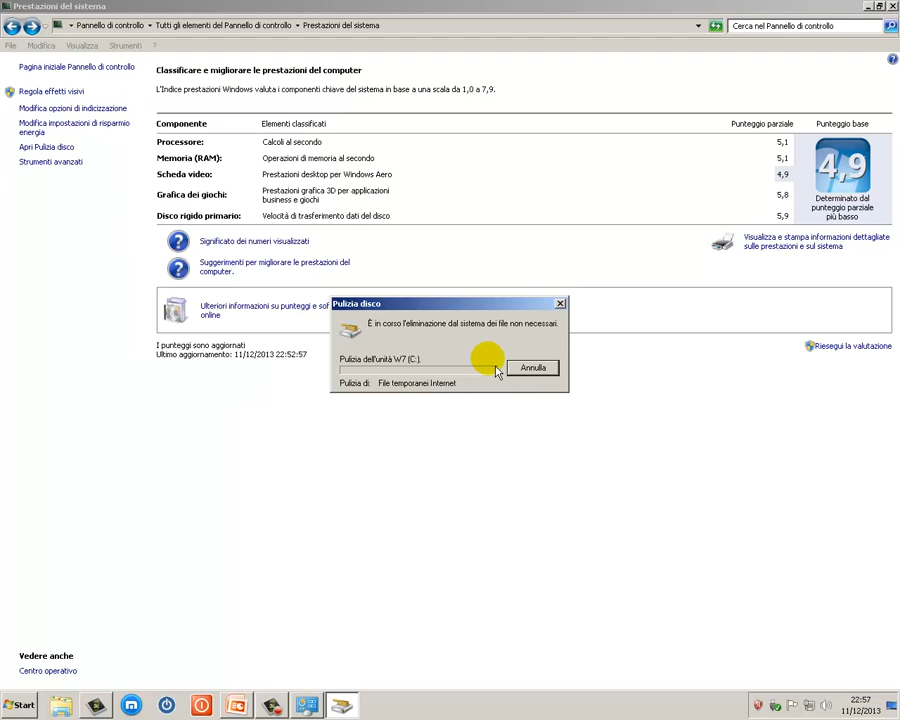 Prestazioni del sistema
Pannello di controllo
Tutti gli elementi del Pannello di controllo
Prestazioni del sistema
Cerca nel Pannello di controllo
File Modifica Visualizza Strumenti ?
Pagina iniziale Pannello di controllo
Regola effetti visivi
Modifica opzioni di indicizzazione
Modifica impostazioni di risparmio
energia
Apri Pulizia disco
Strumenti avanzati
Classificare e migliorare le prestazioni del computer
L'Indice prestazioni Windows valuta i componenti chiave del sistema in base a una scala da 1,0 a 7,9.
Componente Elementi classificati Punteggio parziale Punteggio base
Processore: Calcoli al secondo 5,1
Memoria (RAM): Operazioni di memoria al secondo 5,1
Scheda video: Prestazioni desktop per Windows Aero 4,9
Grafica dei giochi: Prestazioni grafica 3D per applicazioni
business e giochi 5,8
Disco rigido primario: Velocità di trasferimento dati del disco 5,9
4,9
Determinato dal
punteggio parziale
più basso
Significato dei numeri visualizzati
Suggerimenti per migliorare le prestazioni del
computer.
Visualizza e stampa informazioni dettagliate
sulle prestazioni e sul sistema
Ulteriori informazioni su punteggi e sof
online
I punteggi sono aggiornati
Ultimo aggiornamento: 11/12/2013 22:52:57
Riesegui la valutazione
Pulizia disco
È in corso l'eliminazione dal sistema dei file non necessari.
Pulizia dell'unità W7 (C:).
Annulla
Pulizia di: File temporanei Internet
Vedere anche
Centro operativo
Start
22:57
11/12/2013